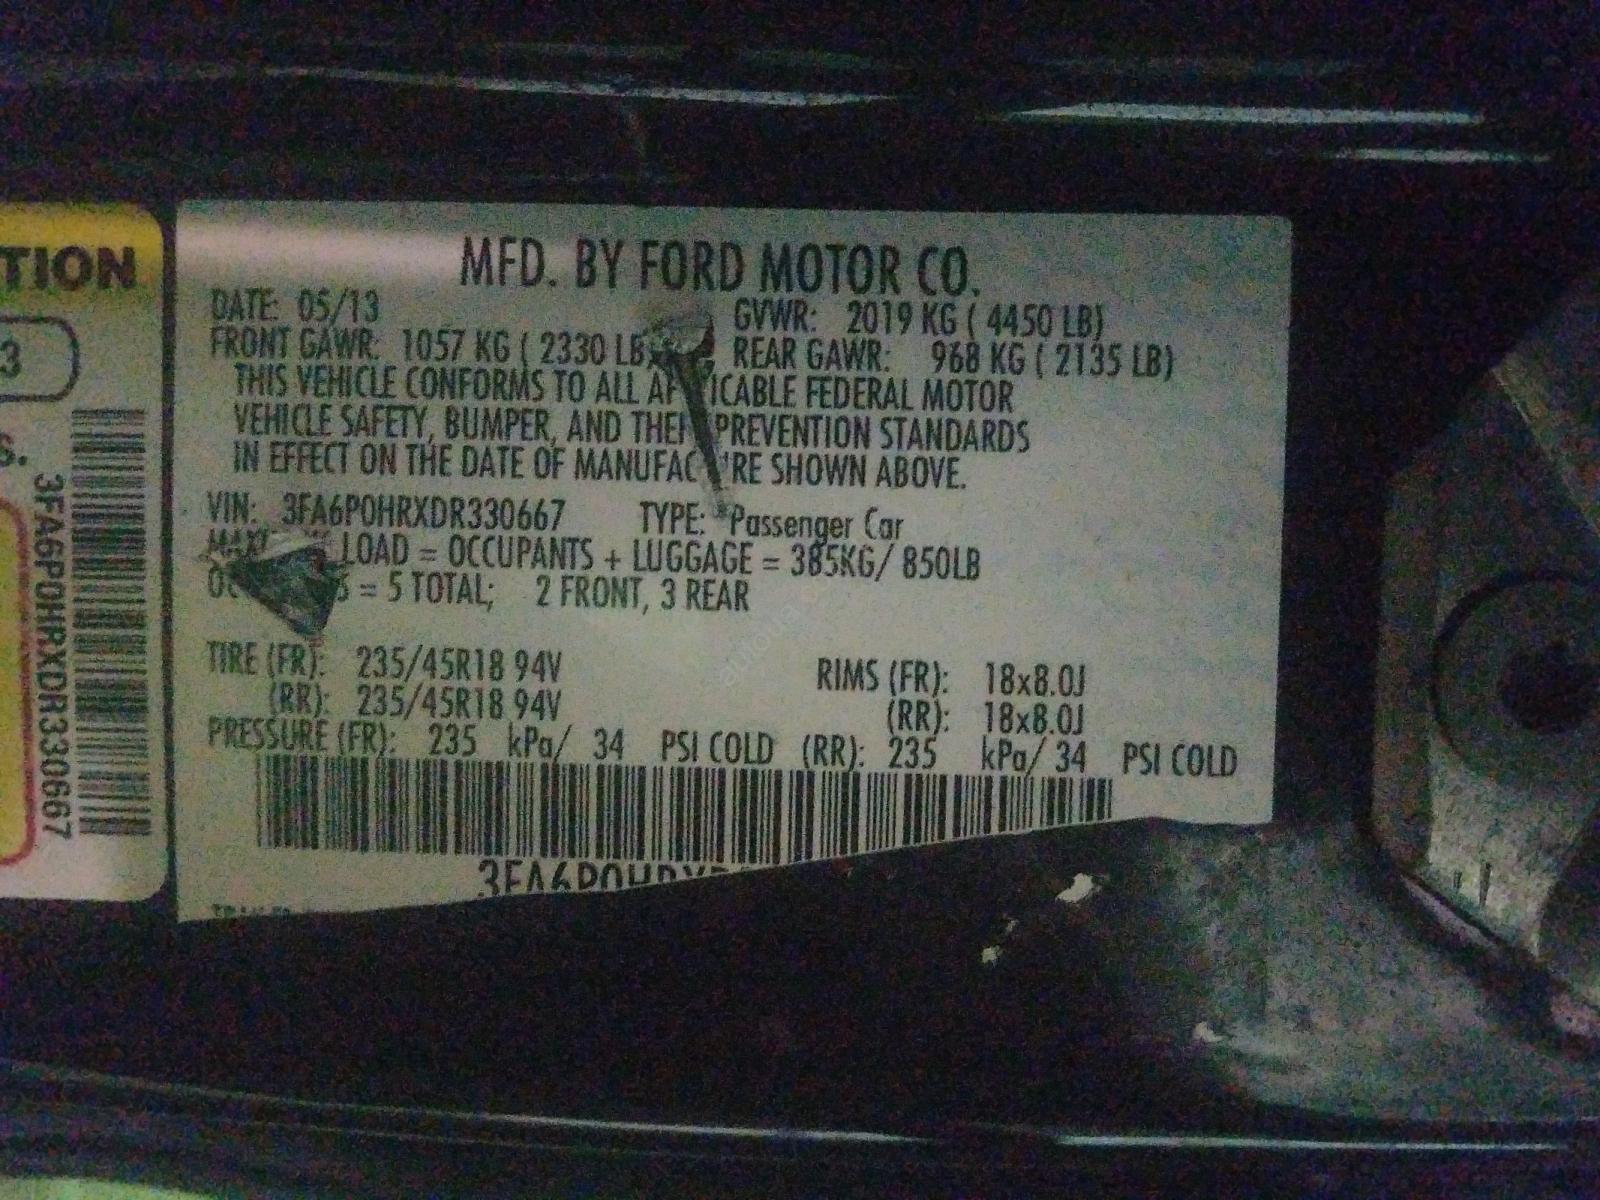 TION
3
S.
3FA6P0HRXDR330667
MFD. BY FORD MOTOR CO.
DATE: 05/13
GVWR: 2019 KG ( 4450 LB)
FRONT GAWR: 1057 KG ( 2330 LB)
REAR GAWR: 968 KG ( 2135 LB)
THIS VEHICLE CONFORMS TO ALL AP ICABLE FEDERAL MOTOR
VEHICLE SAFETY, BUMPER, AND THEF PREVENTION STANDARDS
IN EFFECT ON THE DATE OF MANUFAC RE SHOWN ABOVE.
VIN: 3FA6P0HRXDR330667 TYPE: Passenger Car
LOAD = OCCUPANTS + LUGGAGE = 385KG/ 850LB
S = 5 TOTAL; 2 FRONT, 3 REAR
TIRE (FR): 235/45R18 94V
RIMS (FR): 18x8.0J
(RR): 235/45R18 94V
(RR): 18x8.0J
PRESSURE (FR): 235 kPa/ 34 PSI COLD (RR): 235 kPa/ 34 PSI COLD
3FA6P0HRX